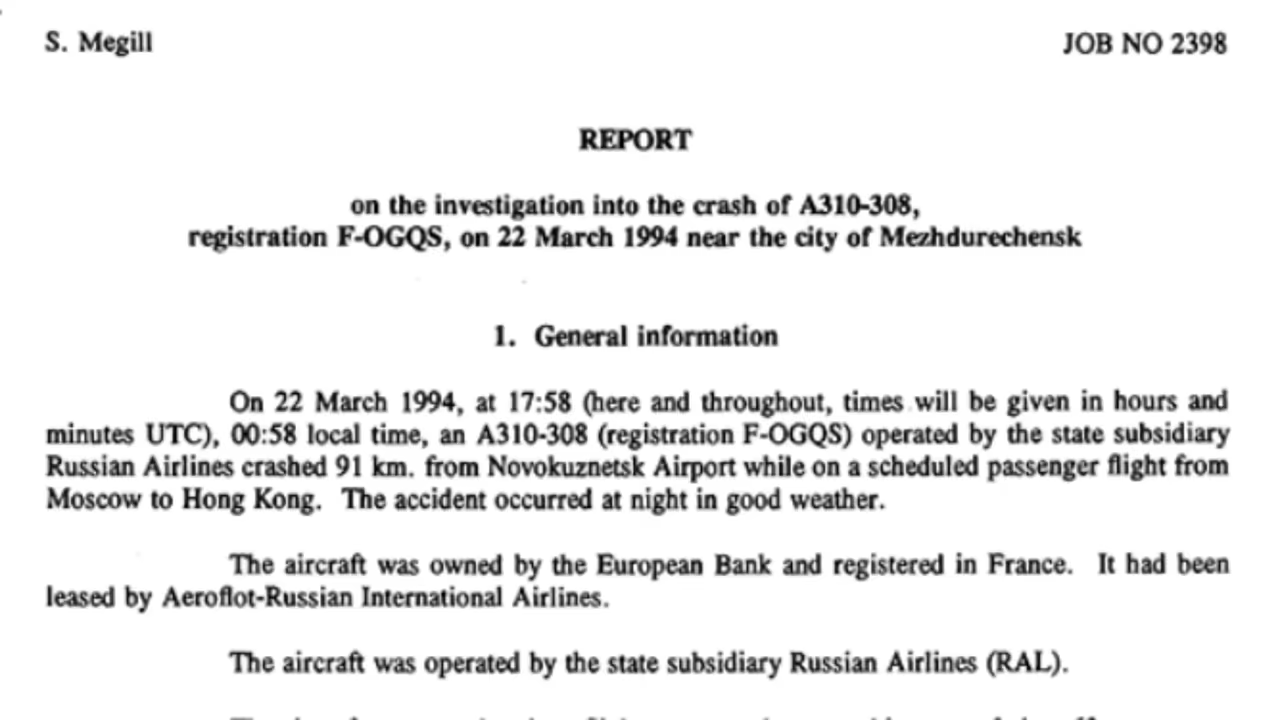 S. Megill JOB NO 2398
REPORT
on the investigation into the crash of A310-308,
registration F-OGQS, on 22 March 1994 near the city of Mezhdurechensk
1. General information
On 22 March 1994, at 17:58 (here and throughout, times will be given in hours and
minutes UTC), 00:58 local time, an A310-308 (registration F-OGQS) operated by the state subsidiary
Russian Airlines crashed 91 km. from Novokuznetsk Airport while on a scheduled passenger flight from
Moscow to Hong Kong. The accident occurred at night in good weather.
The aircraft was owned by the European Bank and registered in France. It had been
leased by Aeroflot-Russian International Airlines.
The aircraft was operated by the state subsidiary Russian Airlines (RAL).